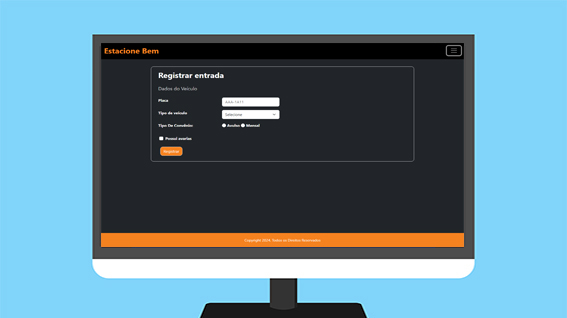 Estacione Bem
Registrar entrada
Dados do Veículo
Placa
AAA-1A11
Tipo de veículo
Selecione
Tipo De Convênio:
Avulso Mensal
Possui avarias
Registrar
Copyright 2024. Todos os Direitos Reservados